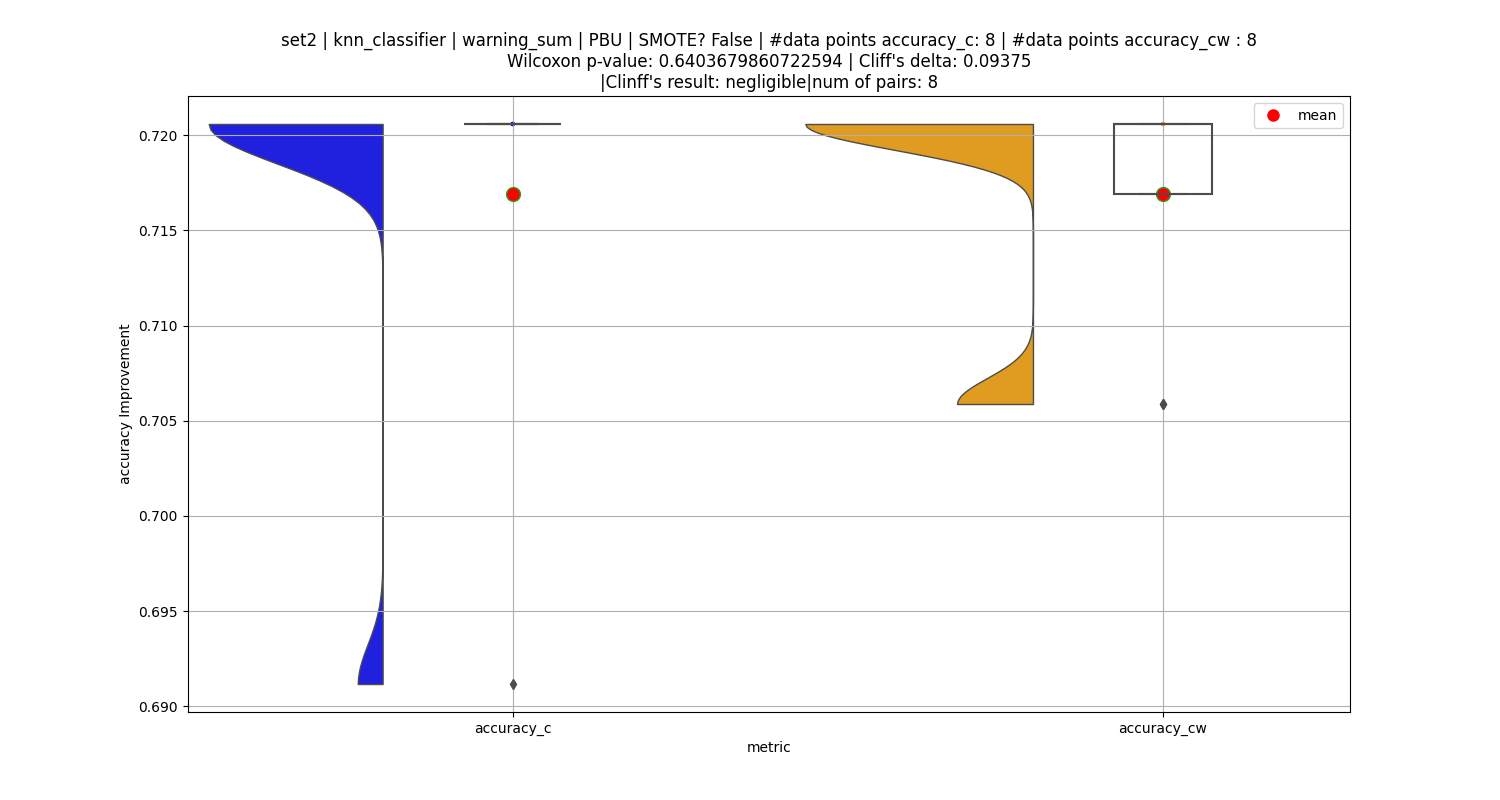 set2 | knn_classifier | warning_sum | PBU | SMOTE? False | #data points accuracy_c: 8 | #data points accuracy_cw : 8
Wilcoxon p-value: 0.6403679860722594 | Cliff's delta: 0.09375
|Clinff's result: negligible|num of pairs: 8
mean
0.720
0.715
0.710
0.705
0.700
0.695
0.690
accuracy Improvement
accuracy_c
accuracy_cw
metric